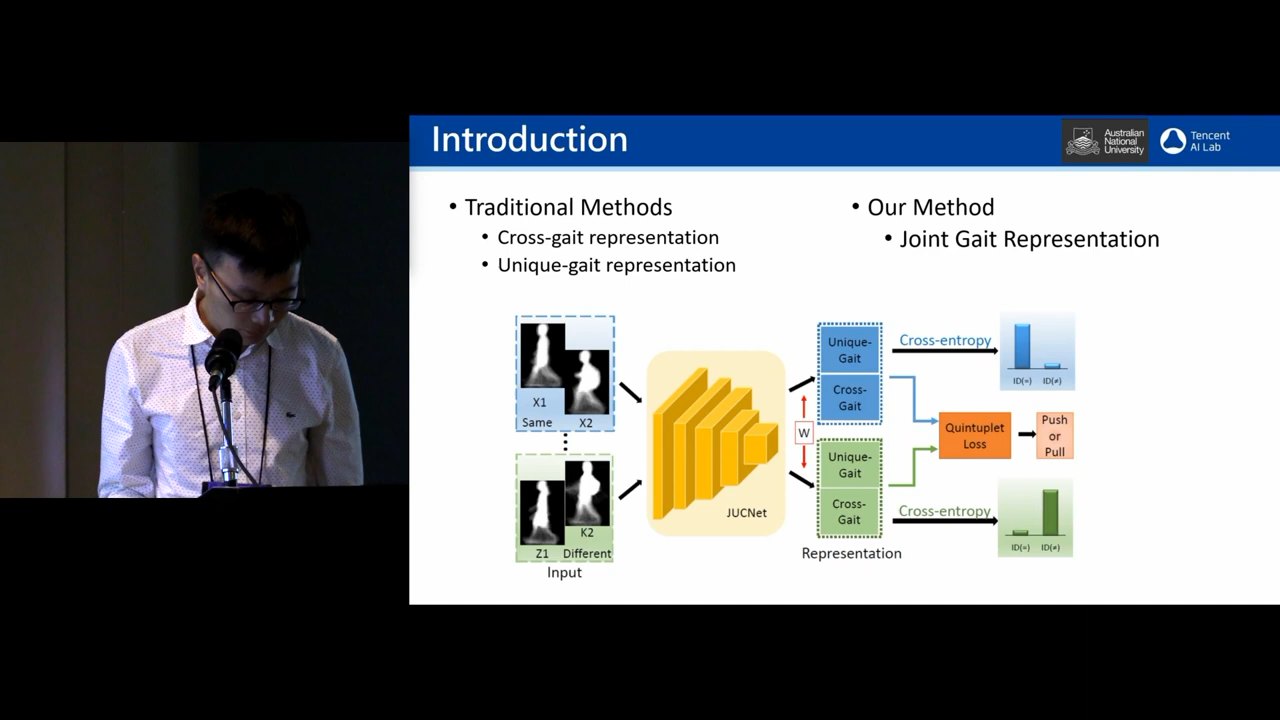 Introduction
Australian
National
University
Tencent
AI Lab
• Traditional Methods
• Cross-gait representation
• Unique-gait representation
• Our Method
• Joint Gait Representation
X1
Same
X2
Z1
K2
Different
Input
JUCNet
Unique-
Gait
Cross-
Gait
W
Unique-
Gait
Cross-
Gait
Representation
Cross-entropy
ID(=) ID(≠)
Quintuplet
Loss
Push
or
Pull
Cross-entropy
ID(=) ID(≠)